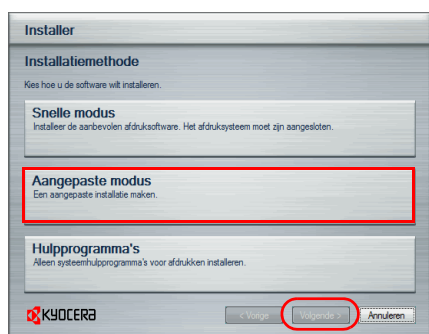 Installer
Installatiemethode
Kies hoe u de software wilt installeren.
Snelle modus
Installeer de aanbevolen afdruksoftware. Het afdruksysteem moet zijn aangesloten.
Aangepaste modus
Een aangepaste installatie maken.
Hulpprogramma's
Alleen systeemhulpprogramma's voor afdrukken installeren.
KYOCERA
< Vorige
Volgende >
Annuleren